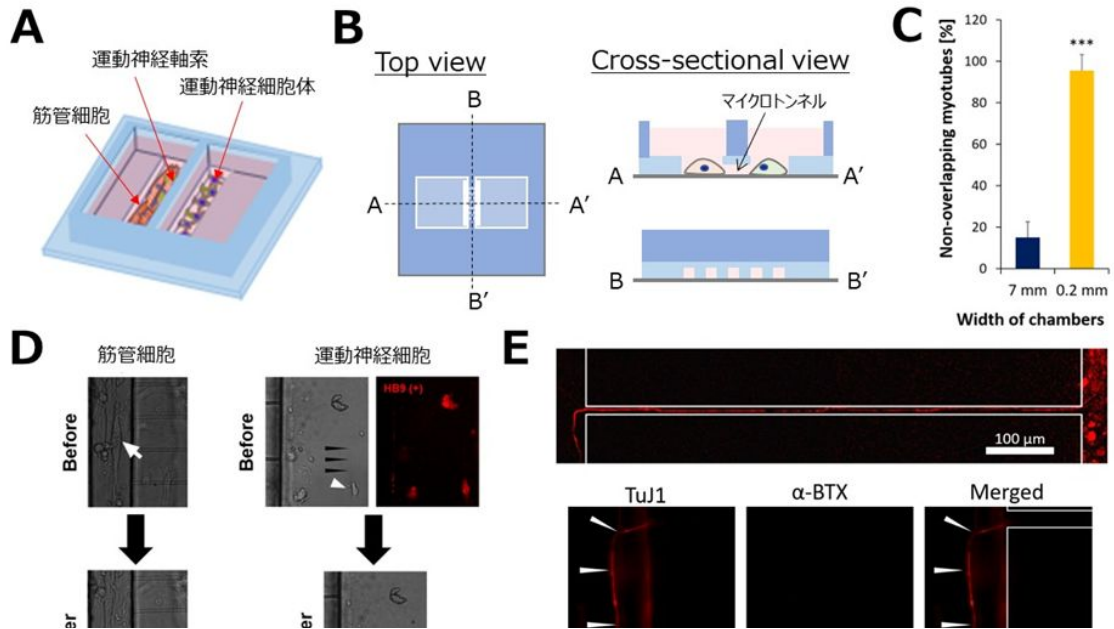 A
運動神経軸索
運動神経細胞体
筋管細胞
B
Top view
B
A
A′
B′
Cross-sectional view
マイクロトンネル
A
A′
B
B′
C
Non-overlapping myotubes [%]
120
100
80
60
40
20
0
***
7 mm
0.2 mm
Width of chambers
D
筋管細胞
運動神経細胞
Before
Before
HB9 (+)
E
100 μm
TuJ1
α-BTX
Merged